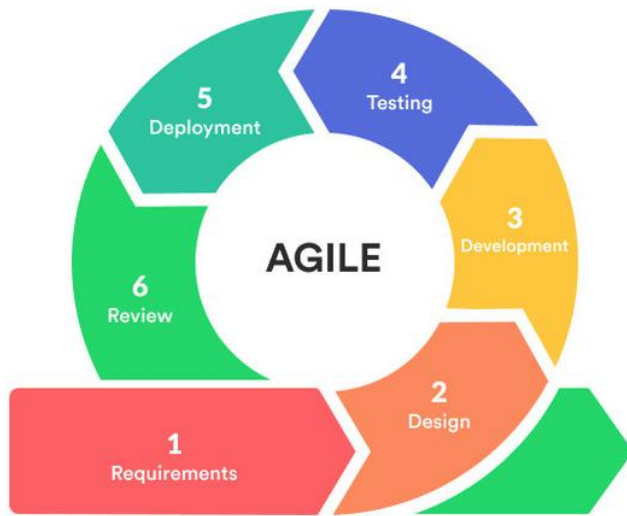 AGILE
1
Requirements
2
Design
3
Development
4
Testing
5
Deployment
6
Review